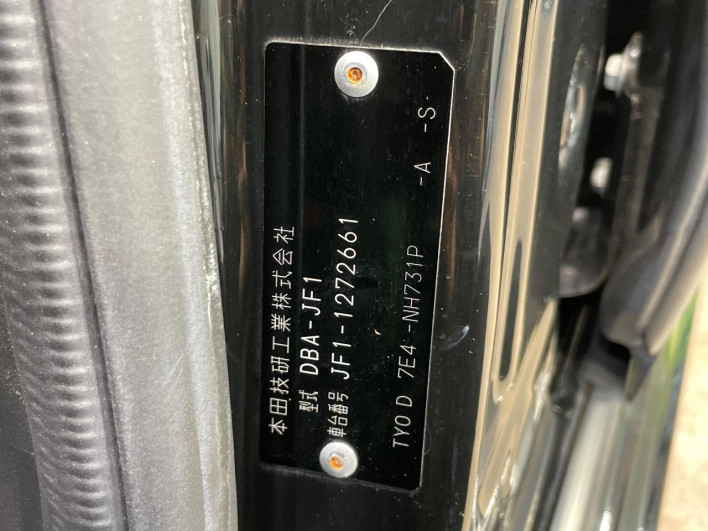 本田技研工業株式会社
型式 DBA-JF1
車台番号 JF1-1272661
TYO D 7E4 -NH731P -A -S-